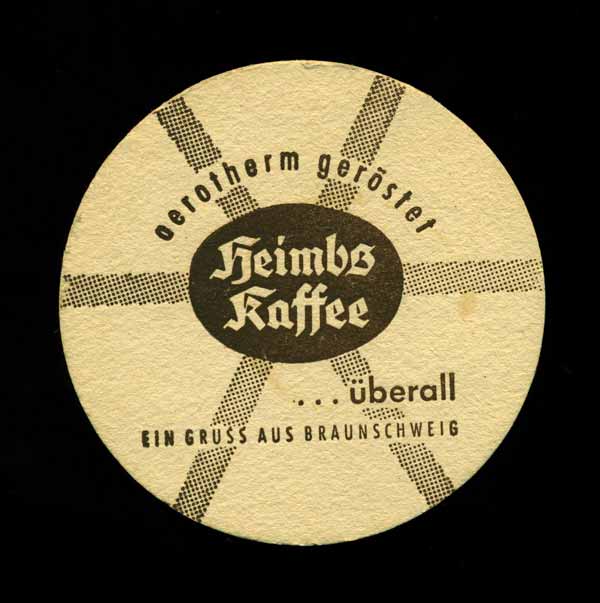 aerotherm geröstet
Heimbs
Kaffee
... überall
EIN GRUSS AUS BRAUNSCHWEIG